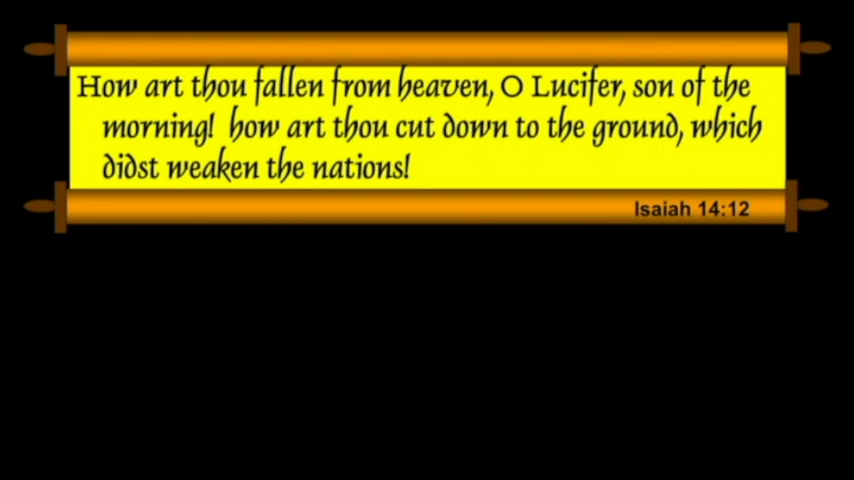 How art thou fallen from heaven, O Lucifer, son of the
morning! how art thou cut down to the ground, which
didst weaken the nations!
Isaiah 14:12